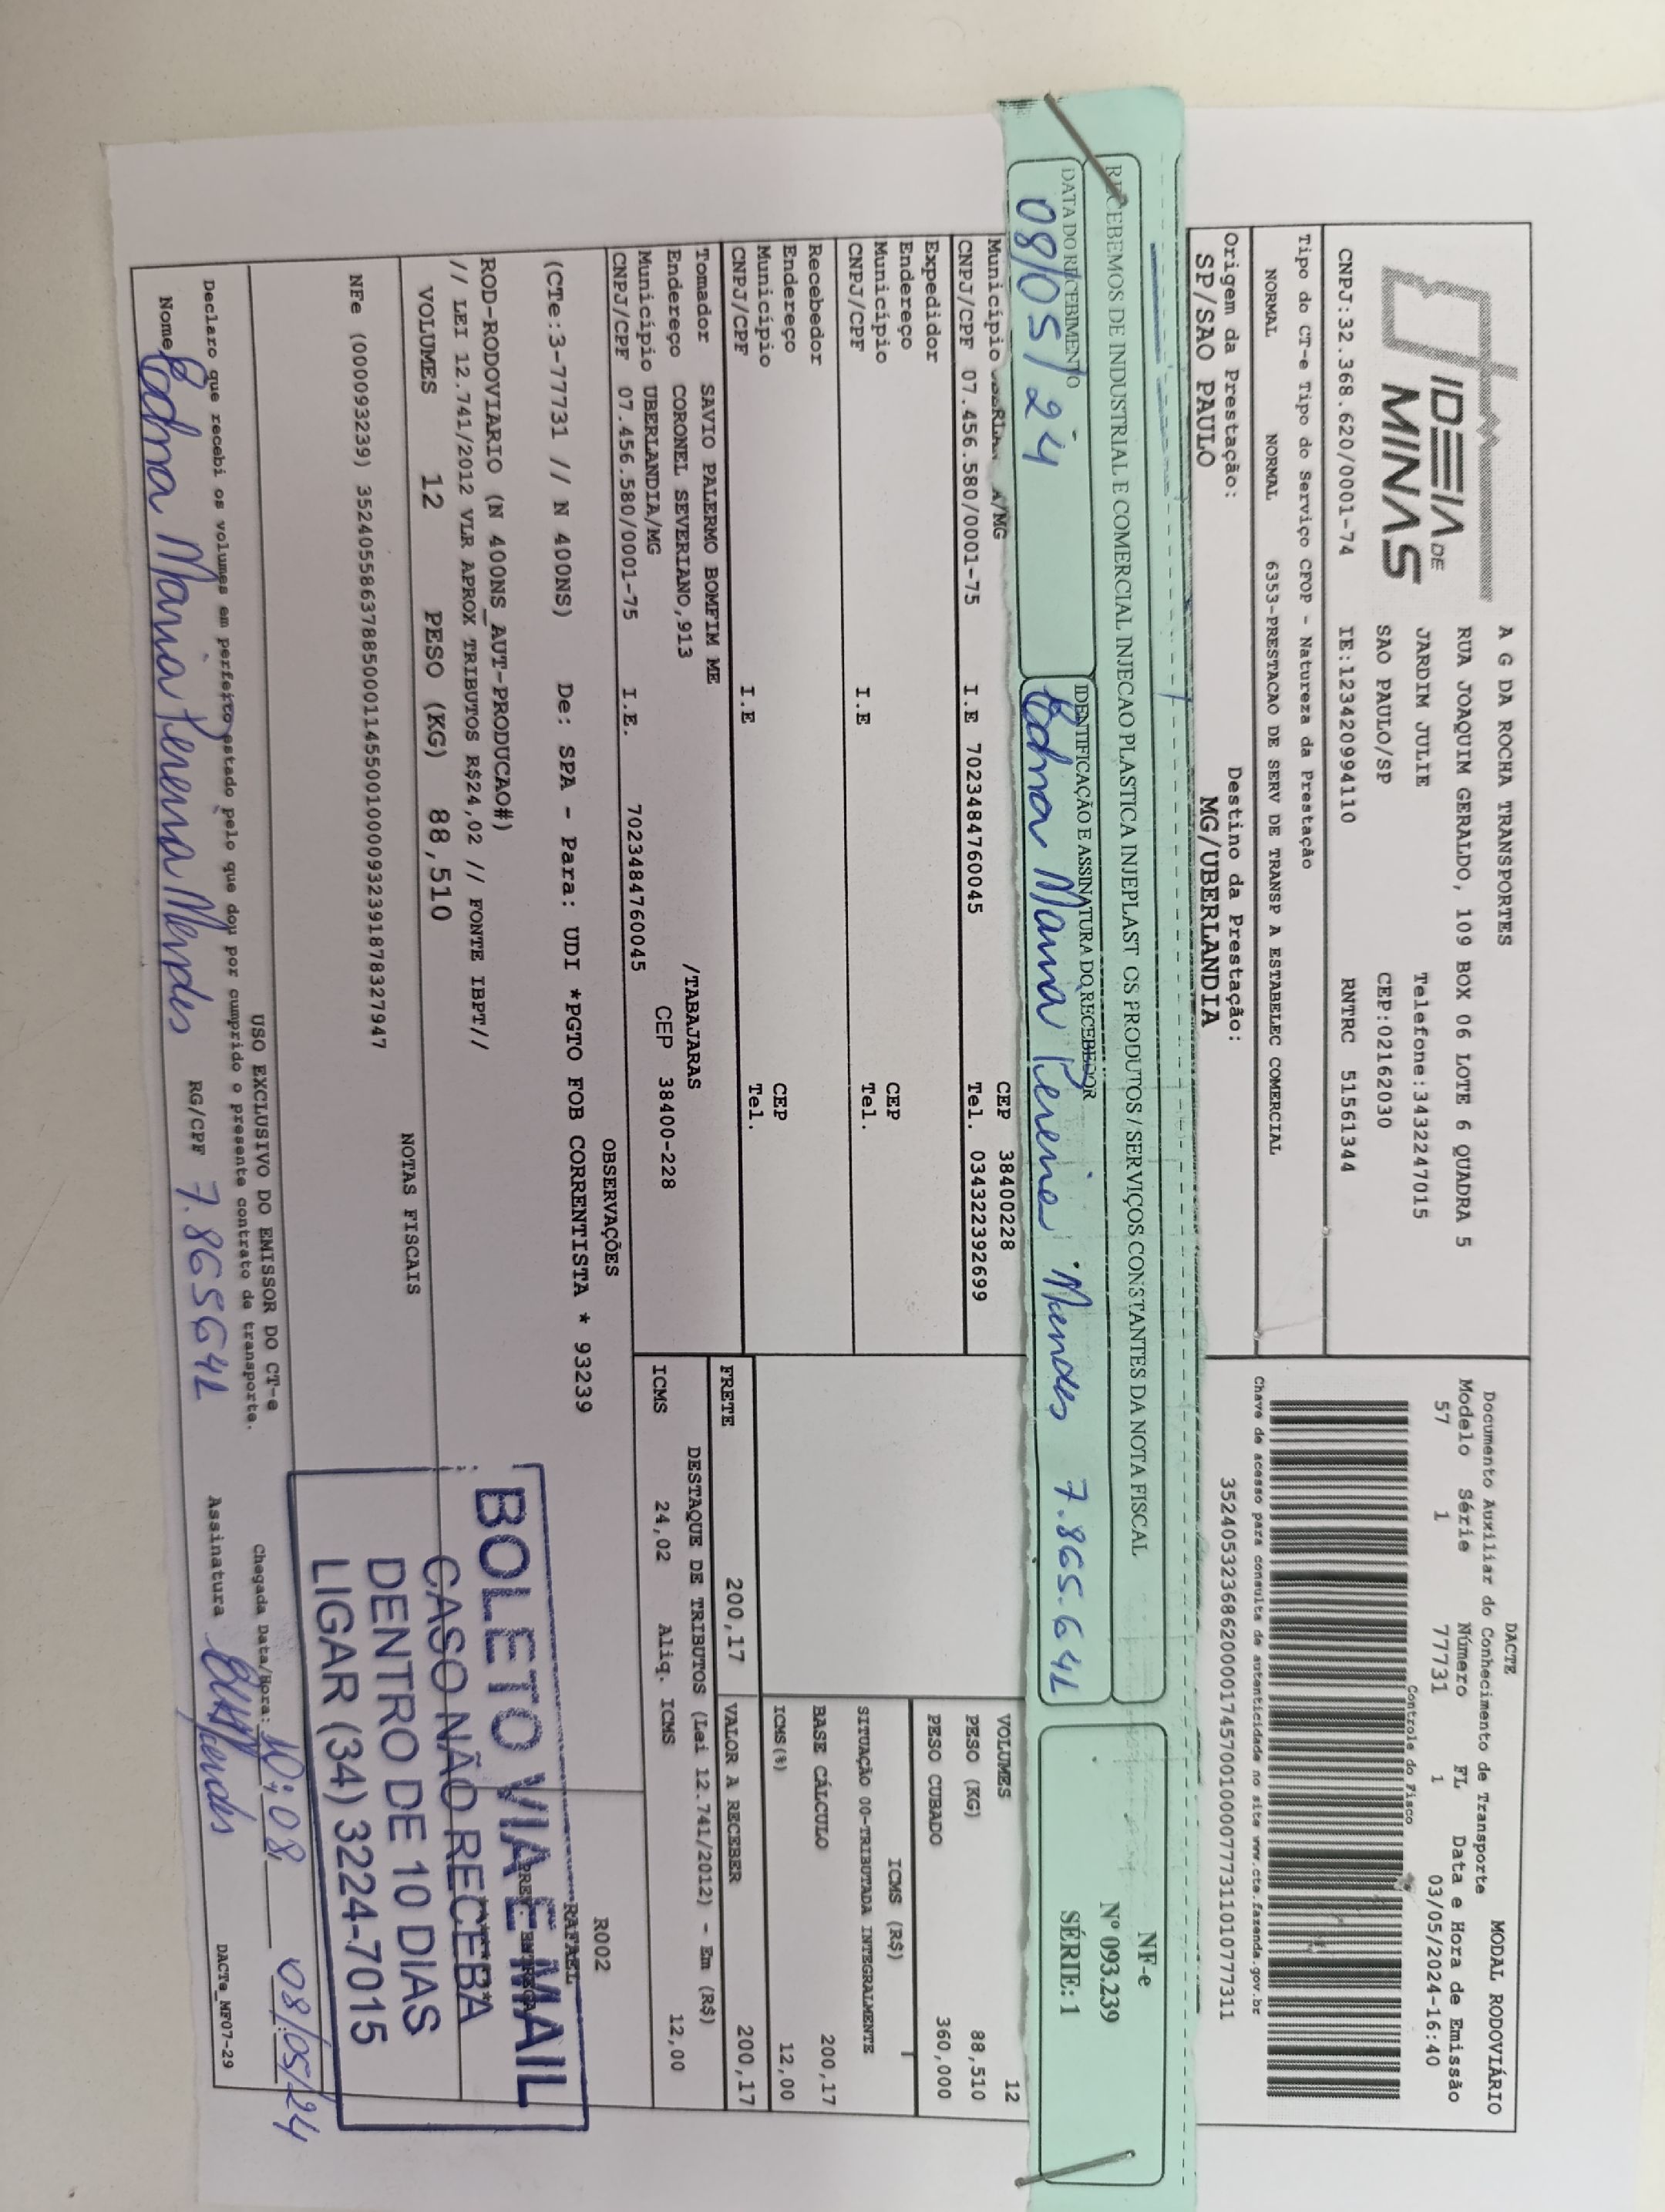 IDEIA DE
MINAS
A G DA ROCHA TRANSPORTES
RUA JOAQUIM GERALDO, 109 BOX 06 LOTE 6 QUADRA 5
JARDIM JULIE Telefone:3432247015
SAO PAULO/SP CEP:02162030
CNPJ:32.368.620/0001-74 IE:123420994110 RNTRC 51561344
DACTE MODAL RODOVIÁRIO
Documento Auxiliar do Conhecimento de Transporte
Modelo Série Número FL Data e Hora de Emissão
57 1 77731 1 03/05/2024-16:40
Controle do Fisco
Tipo do CT-e Tipo do Serviço CFOP - Natureza da Prestação
NORMAL NORMAL 6353-PRESTACAO DE SERV DE TRANSP A ESTABELEC COMERCIAL
Chave de acesso para consulta de autenticidade no site www.cte.fazenda.gov.br
Origem da Prestação: Destino da Prestação:
SP/SAO PAULO MG/UBERLANDIA
35240532368620000174570010000777311010777311
RECEBEMOS DE INDUSTRIAL E COMERCIAL INJECAO PLASTICA INJEPLAST OS PRODUTOS / SERVIÇOS CONSTANTES DA NOTA FISCAL
DATA DO RECEBIMENTO
08/05/24
IDENTIFICAÇÃO E ASSINATURA DO RECEBEDOR
Edna Maria Mendes 7.865.641
NF-e
Nº 093.239
SÉRIE: 1
Município A/MG CEP 38400228
CNPJ/CPF 07.456.580/0001-75 I.E 7023484760045 Tel. 034322392699
Expedidor
Endereço
Município CEP
CNPJ/CPF I.E Tel.
Recebedor
Endereço
Município CEP
CNPJ/CPF I.E Tel.
VOLUMES 12
PESO (KG) 88,510
PESO CUBADO 360,000
ICMS (R$)
SITUAÇÃO 00-TRIBUTADA INTEGRALMENTE
BASE CÁLCULO 200,17
ICMS(%) 12,00
FRETE 200,17 VALOR A RECEBER 200,17
Tomador SAVIO PALERMO BOMFIM ME
Endereço CORONEL SEVERIANO,913 /TABAJARAS
Município UBERLANDIA/MG CEP 38400-228
CNPJ/CPF 07.456.580/0001-75 I.E. 7023484760045
DESTAQUE DE TRIBUTOS (Lei 12.741/2012) - Em (R$)
ICMS 24,02 Aliq. ICMS 12,00
OBSERVAÇÕES
R002
(CTe:3-77731 // N 400NS) De: SPA - Para: UDI *PGTO FOB CORRENTISTA * 93239
RAFAEL
ROD-RODOVIARIO (N 400NS_AUT-PRODUCAO#)
// LEI 12.741/2012 VLR APROX TRIBUTOS R$24,02 // FONTE IBPT//
VOLUMES 12 PESO (KG) 88,510
NOTAS FISCAIS
NFe (000093239) 35240558637885000114550010000932391878327947
BOLETO VIA E MAIL
CASO NÃO RECEBA
DENTRO DE 10 DIAS
LIGAR (34) 3224-7015
USO EXCLUSIVO DO EMISSOR DO CT-e
Declaro que recebi os volumes em perfeito estado pelo que dou por cumprido o presente contrato de transporte.
Chegada Data/Hora: 10:08 08/05/24
Nome Edna Maria Mendes RG/CPF 7.865641 Assinatura
DACTe_MF07-29